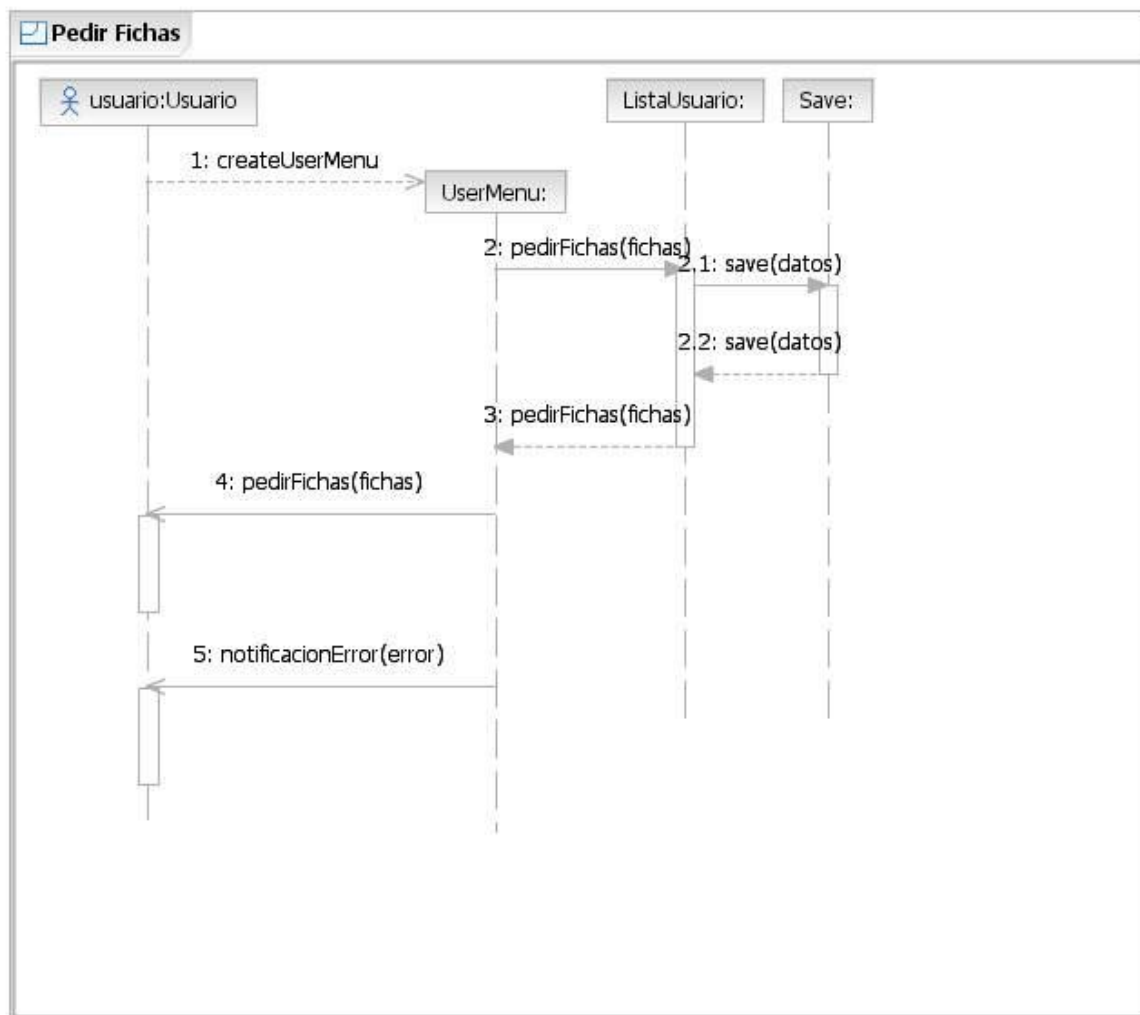 Pedir Fichas
usuario:Usuario
ListaUsuario:
Save:
1: createUserMenu
UserMenu:
2: pedirFichas(fichas)
2.1: save(datos)
2.2: save(datos)
3: pedirFichas(fichas)
4: pedirFichas(fichas)
5: notificacionError(error)